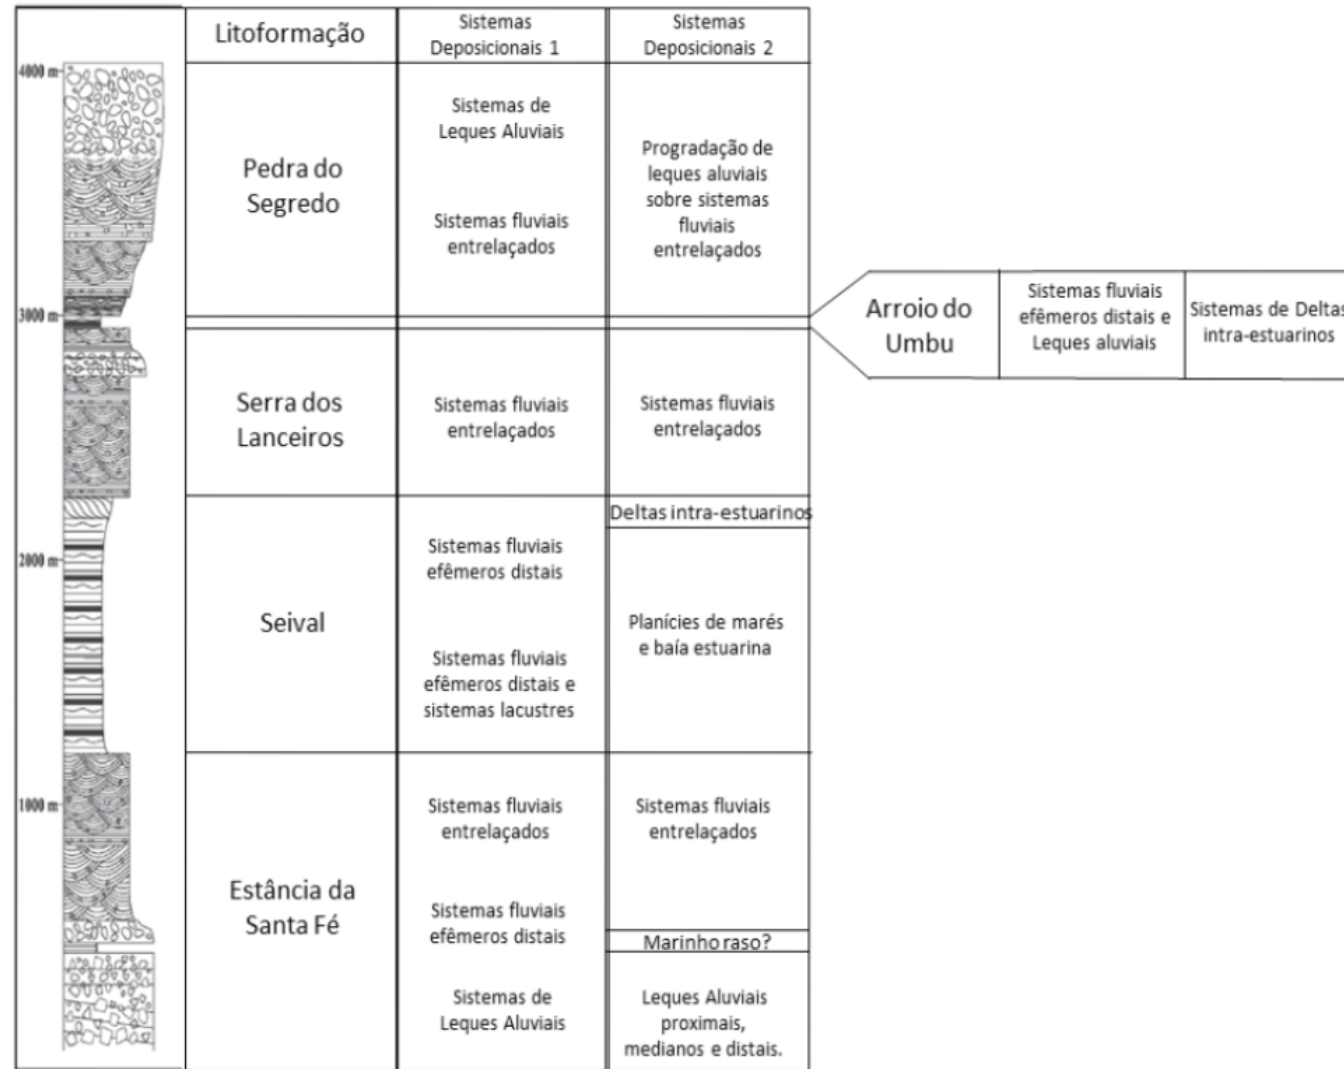 Litoformação
Sistemas
Deposicionais 1
Sistemas
Deposicionais 2
4000 m
3000 m
2000 m
1000 m
Pedra do
Segredo
Sistemas de
Leques Aluviais
Sistemas fluviais
entrelaçados
Progradação de
leques aluviais
sobre sistemas
fluviais
entrelaçados
Arroio do
Umbu
Sistemas fluviais
efêmeros distais e
Leques aluviais
Sistemas de Deltas
intra-estuarinos
Serra dos
Lanceiros
Sistemas fluviais
entrelaçados
Sistemas fluviais
entrelaçados
Seival
Sistemas fluviais
efêmeros distais
Sistemas fluviais
efêmeros distais e
sistemas lacustres
Deltas intra-estuarinos
Planícies de marés
e baía estuarina
Estância da
Santa Fé
Sistemas fluviais
entrelaçados
Sistemas fluviais
efêmeros distais
Sistemas de
Leques Aluviais
Sistemas fluviais
entrelaçados
Marinho raso?
Leques Aluviais
proximais,
medianos e distais.